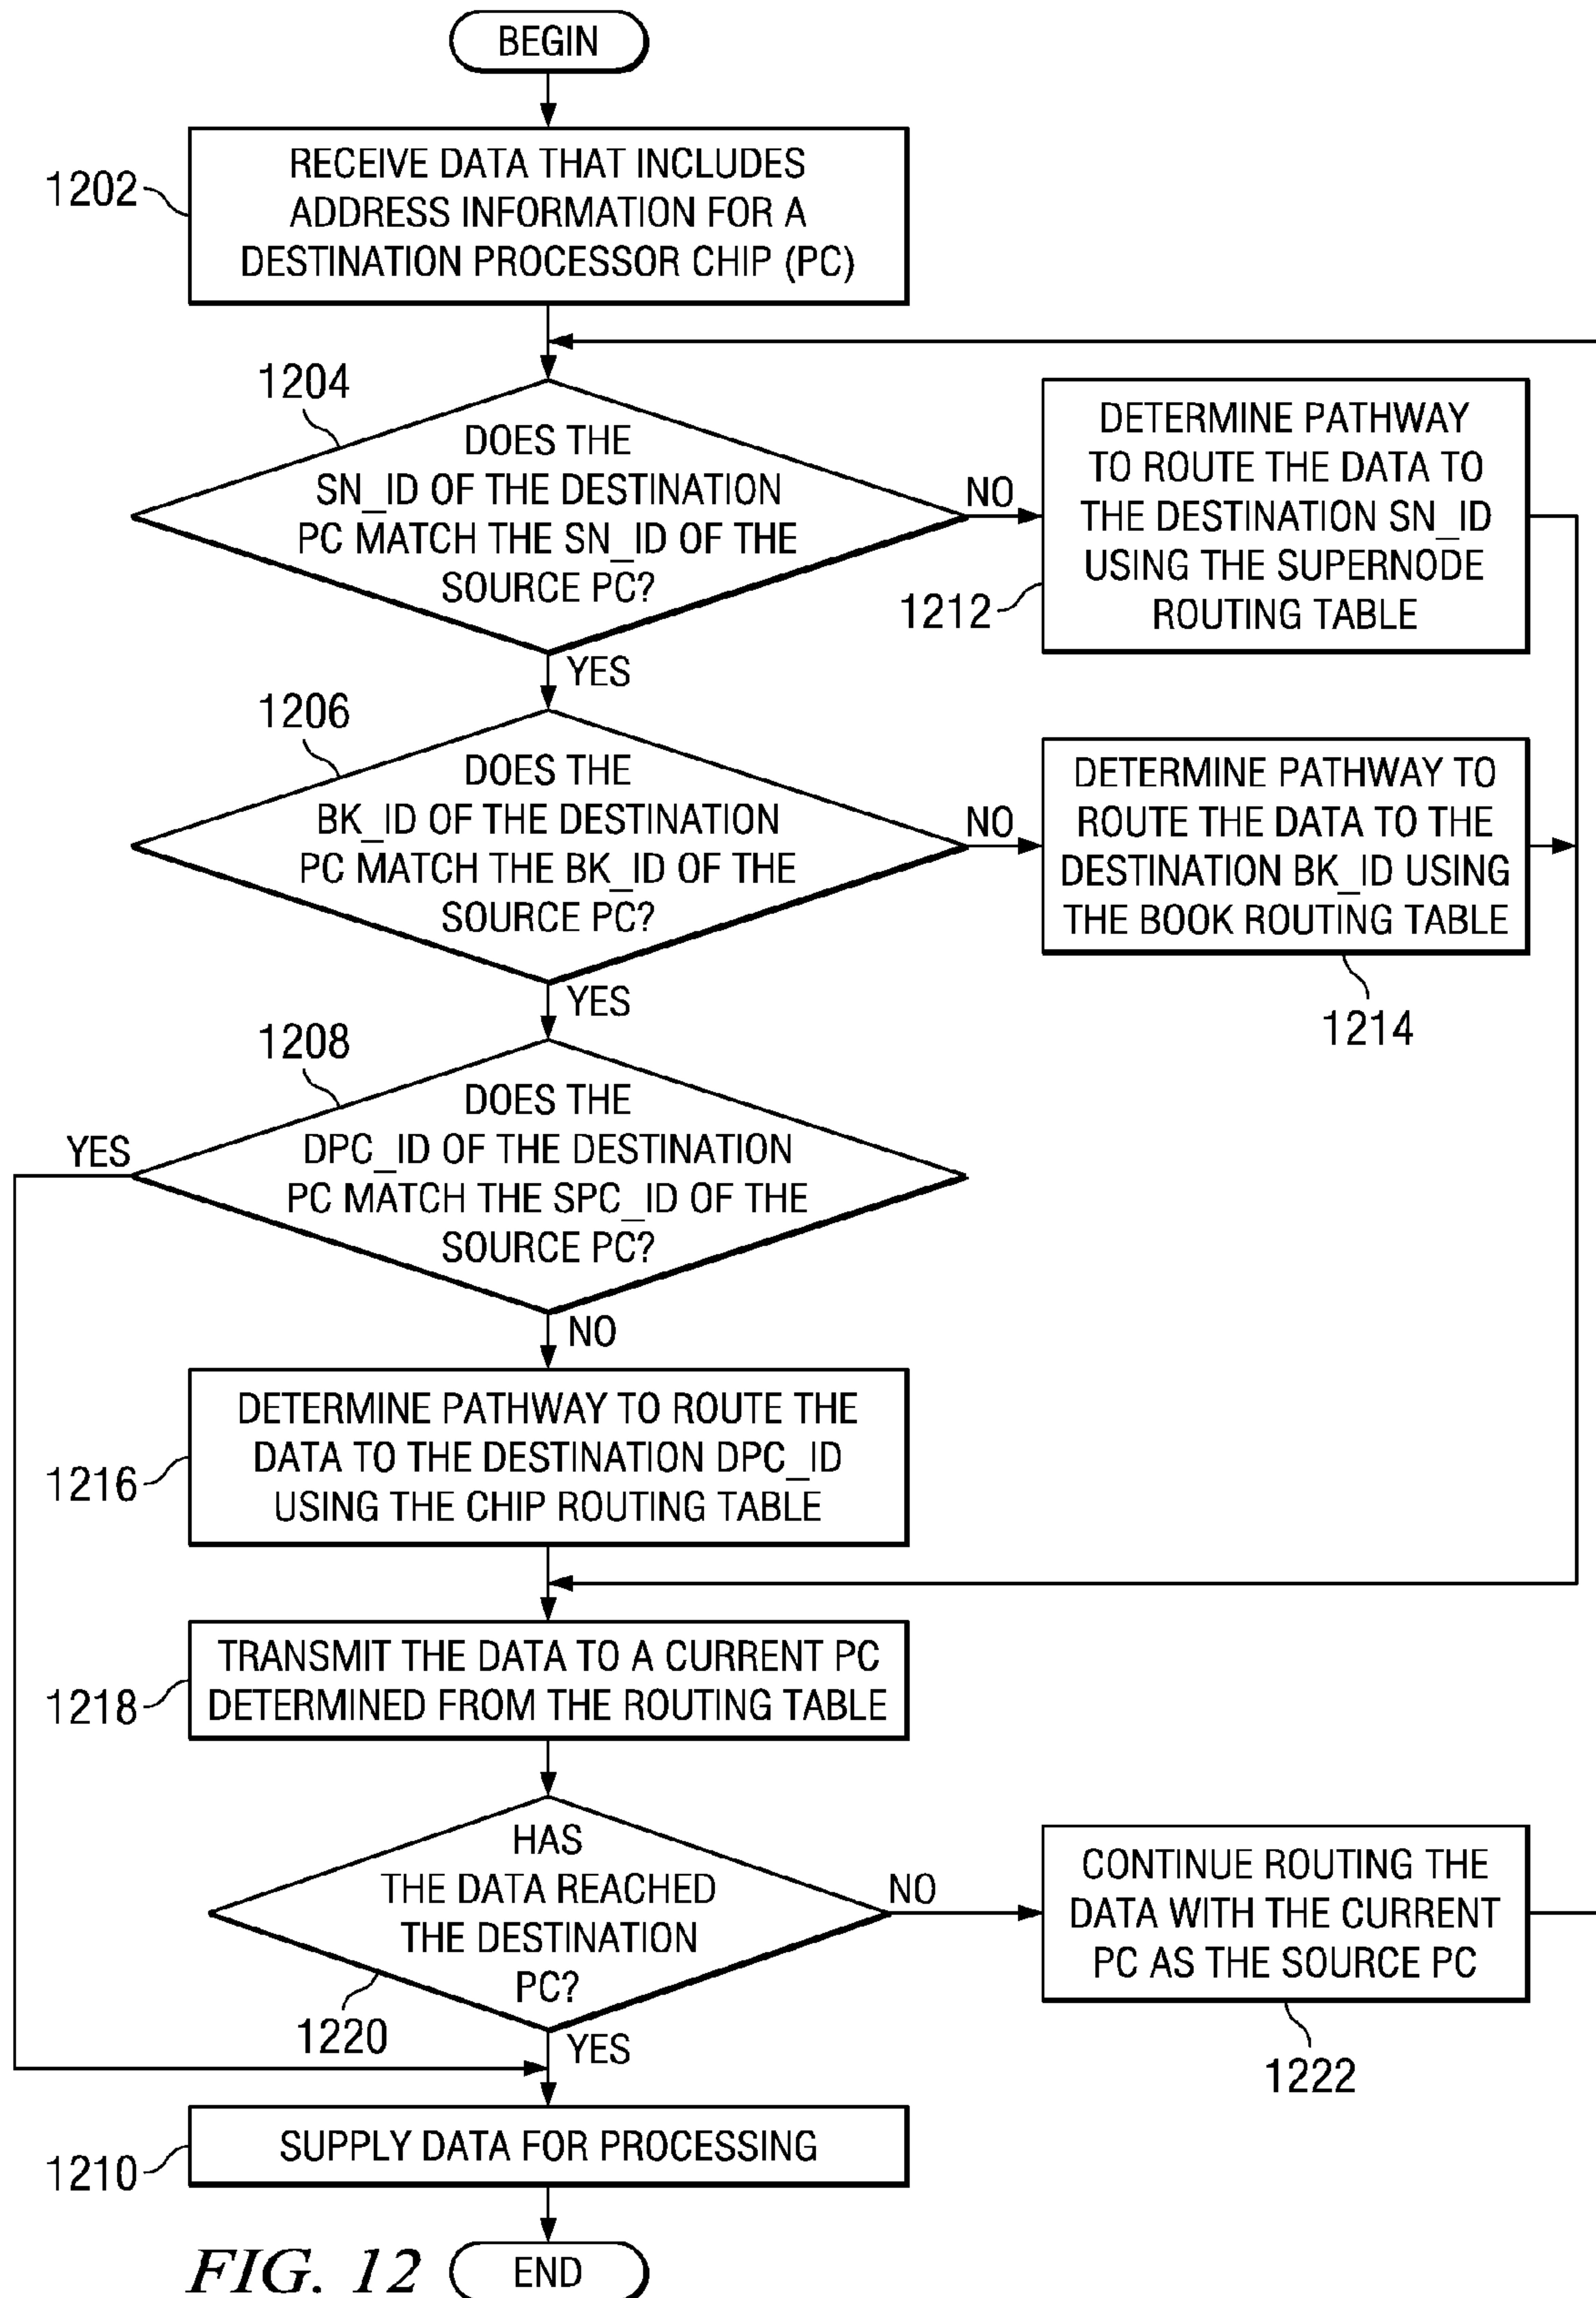 BEGIN
1202
RECEIVE DATA THAT INCLUDES
ADDRESS INFORMATION FOR A
DESTINATION PROCESSOR CHIP (PC)
1204
DOES THE
SN_ID OF THE DESTINATION
PC MATCH THE SN_ID OF THE
SOURCE PC?
NO
DETERMINE PATHWAY
TO ROUTE THE DATA TO
THE DESTINATION SN_ID
USING THE SUPERNODE
ROUTING TABLE
1212
YES
1206
DOES THE
BK_ID OF THE DESTINATION
PC MATCH THE BK_ID OF THE
SOURCE PC?
NO
DETERMINE PATHWAY TO
ROUTE THE DATA TO THE
DESTINATION BK_ID USING
THE BOOK ROUTING TABLE
1214
YES
1208
DOES THE
DPC_ID OF THE DESTINATION
PC MATCH THE SPC_ID OF THE
SOURCE PC?
YES
NO
1216
DETERMINE PATHWAY TO ROUTE THE
DATA TO THE DESTINATION DPC_ID
USING THE CHIP ROUTING TABLE
1218
TRANSMIT THE DATA TO A CURRENT PC
DETERMINED FROM THE ROUTING TABLE
HAS
THE DATA REACHED
THE DESTINATION
PC?
1220
NO
CONTINUE ROUTING THE
DATA WITH THE CURRENT
PC AS THE SOURCE PC
1222
YES
1210
SUPPLY DATA FOR PROCESSING
FIG. 12
END